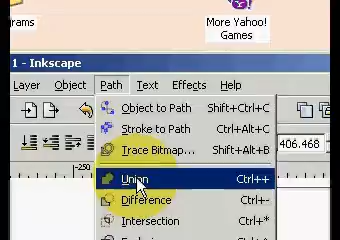 grams
More Yahoo!
Games
1 - Inkscape
Layer Object Path Text Effects Help
Object to Path Shift+Ctrl+C
Stroke to Path Ctrl+Alt+C
Trace Bitmap... Shift+Alt+B
406.468
-250
Union Ctrl++
Difference Ctrl+-
Intersection Ctrl+*